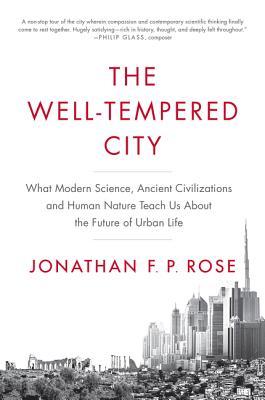 A non-stop tour of the city wherein compassion and contemporary scientific thinking finally
come to rest together. Hugely satisfying—rich in history, thought, and deeply felt throughout."
—PHILIP GLASS, composer
THE
WELL-TEMPERED
CITY
What Modern Science, Ancient Civilizations
and Human Nature Teach Us About
the Future of Urban Life
JONATHAN F. P. ROSE